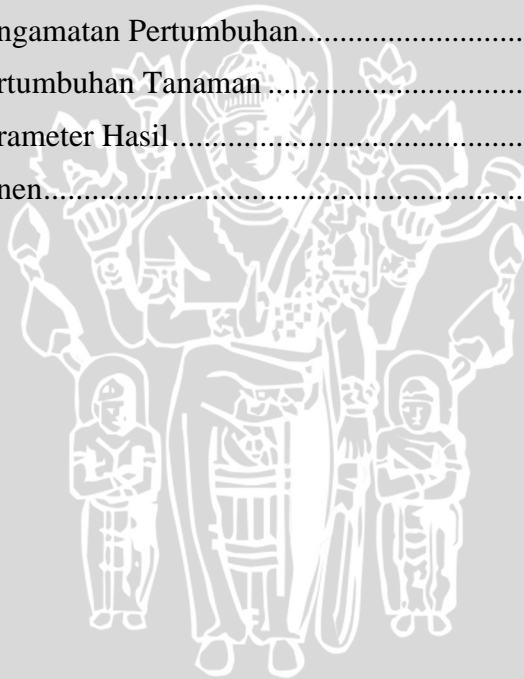 ngamatan Pertumbuhan..............................
rtumbuhan Tanaman ..................................
rameter Hasil..............................................
nen..............................................................